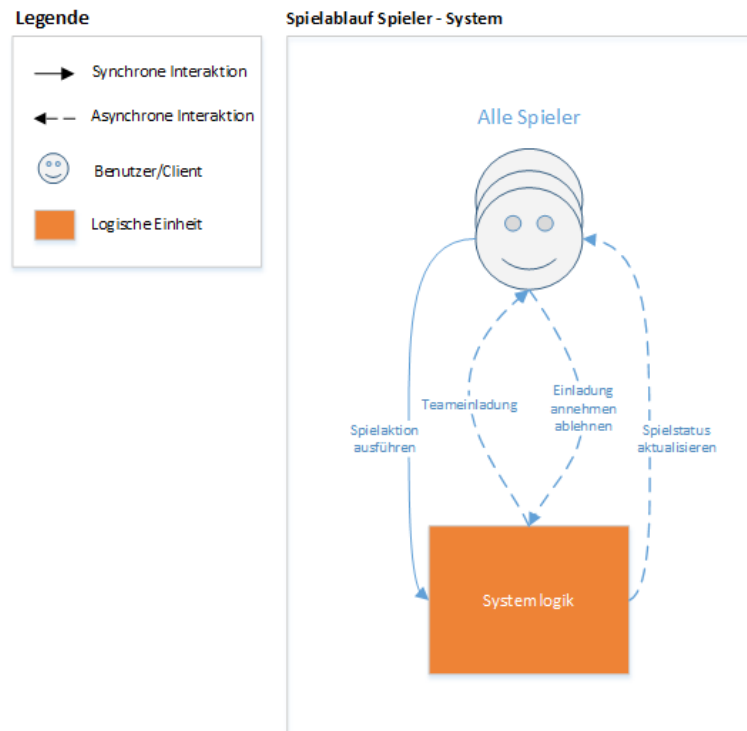 Legende
Synchrone Interaktion
Asynchrone Interaktion
Benutzer/Client
Logische Einheit
Spielablauf Spieler - System
Alle Spieler
Spielaktion
ausführen
Teameinladung
Einladung
annehmen
ablehnen
Spielstatus
aktualisieren
Systemlogik